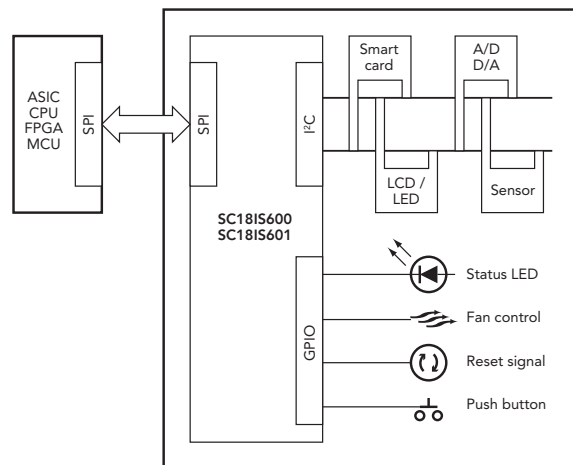 ASIC
CPU
FPGA
MCU
SPI
SPI
SC18IS600
SC18IS601
I²C
GPIO
Smart
card
A/D
D/A
LCD /
LED
Sensor
Status LED
Fan control
Reset signal
Push button